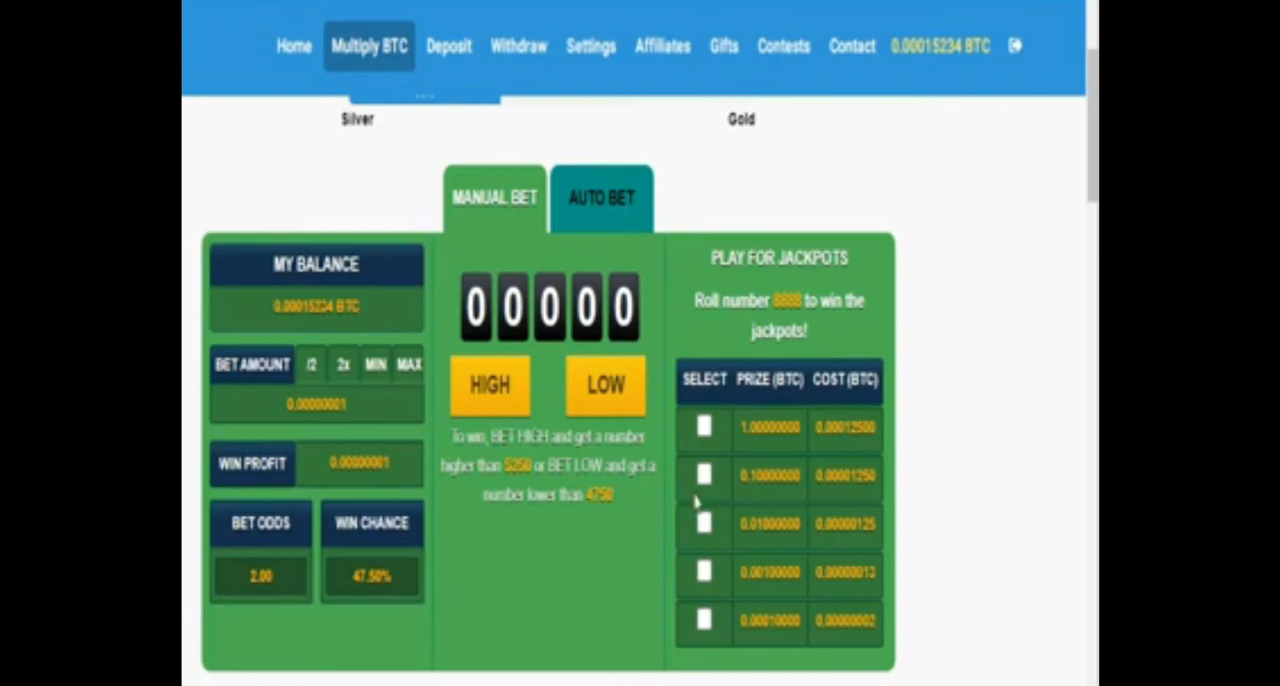 Home Multiply BTC Deposit Withdraw Settings Affiliates Gifts Contests Contact 0.00015234 BTC
Silver Gold
MANUAL BET AUTO BET
MY BALANCE
0.00015234 BTC
BET AMOUNT /2 2x MIN MAX
0.00000001
WIN PROFIT 0.00000001
BET ODDS WIN CHANCE
2.00 47.50%
0 0 0 0 0
HIGH LOW
To win, BET HIGH and get a number
higher than 5250 or BET LOW and get a
number lower than 4750
PLAY FOR JACKPOTS
Roll number 8888 to win the
jackpots!
SELECT PRIZE (BTC) COST (BTC)
1.00000000 0.00012500
0.10000000 0.00001250
0.01000000 0.00000125
0.00100000 0.00000013
0.00010000 0.00000002